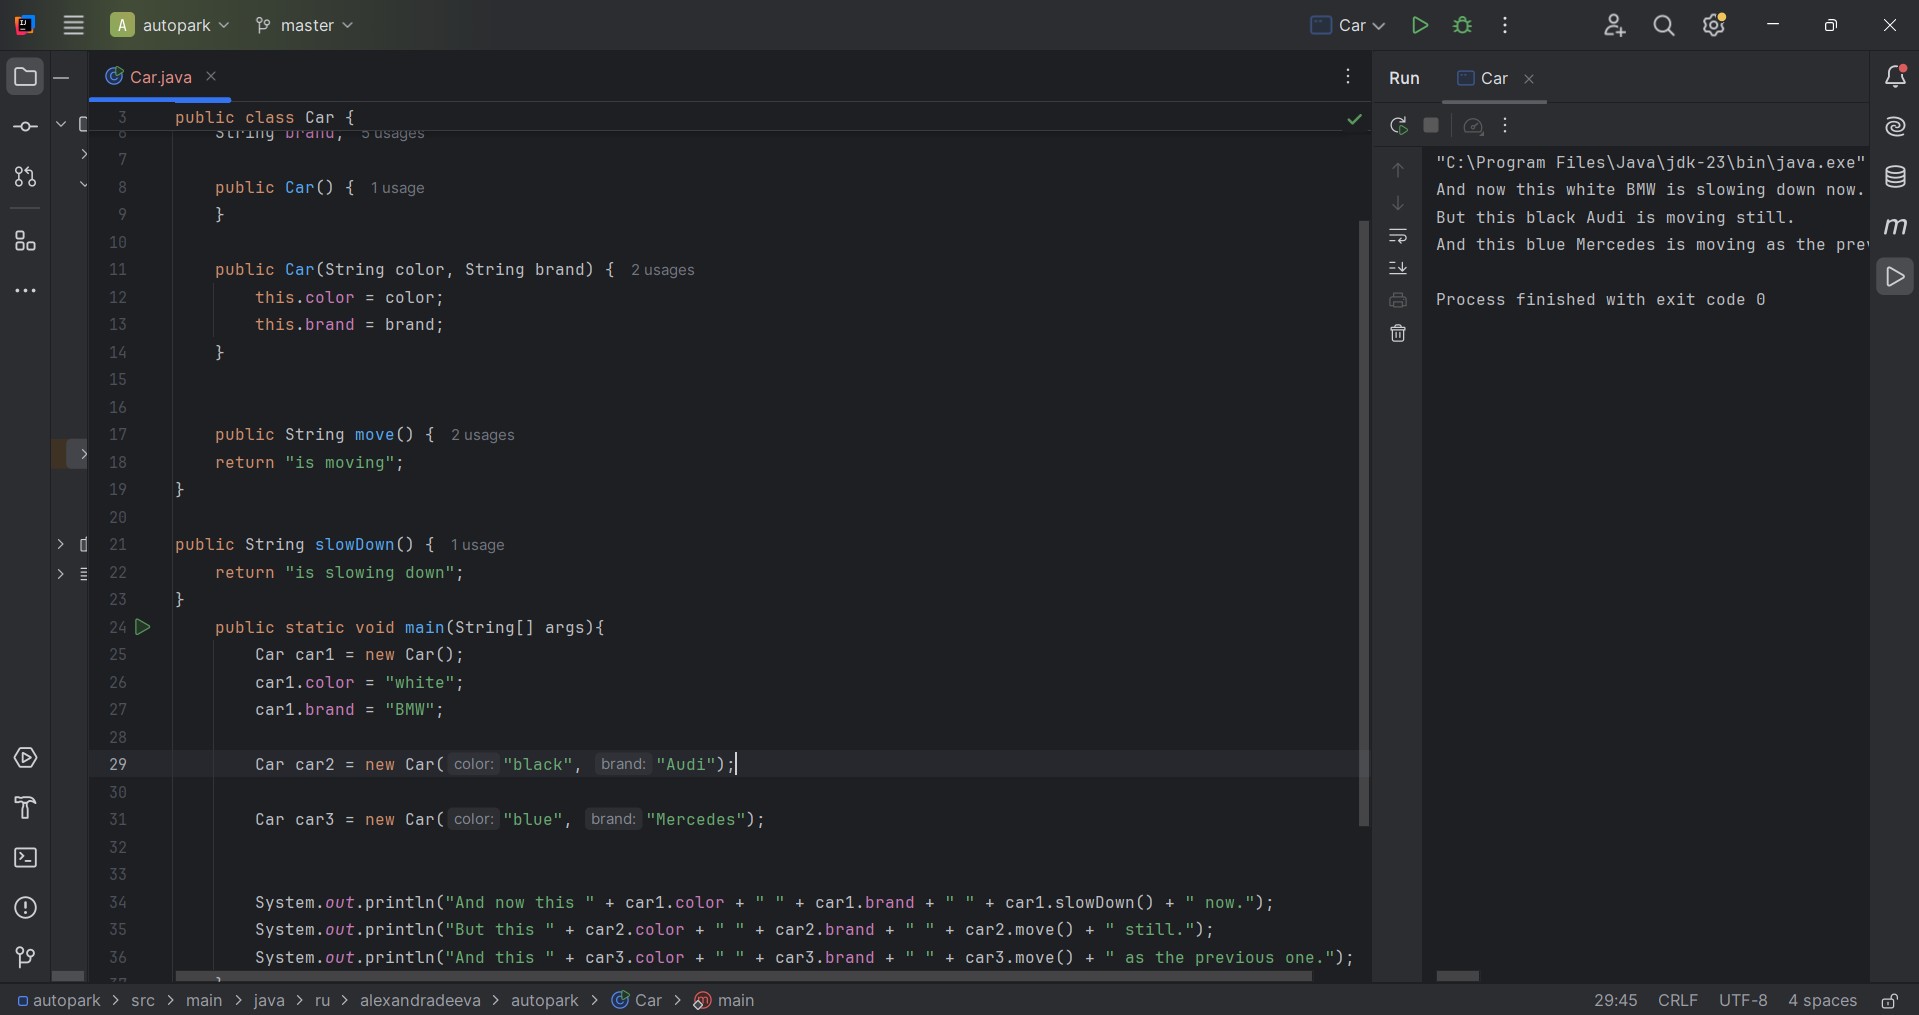 A autopark master Car
Car.java
Run Car
3 public class Car {
6 String brand; 5 usages
7
8 public Car() { 1 usage
9 }
10
11 public Car(String color, String brand) { 2 usages
12 this.color = color;
13 this.brand = brand;
14 }
15
16
17 public String move() { 2 usages
18 return "is moving";
19 }
20
21 public String slowDown() { 1 usage
22 return "is slowing down";
23 }
24 public static void main(String[] args){
25 Car car1 = new Car();
26 car1.color = "white";
27 car1.brand = "BMW";
28
29 Car car2 = new Car( color: "black", brand: "Audi");
30
31 Car car3 = new Car( color: "blue", brand: "Mercedes");
32
33
34 System.out.println("And now this " + car1.color + " " + car1.brand + " " + car1.slowDown() + " now.");
35 System.out.println("But this " + car2.color + " " + car2.brand + " " + car2.move() + " still.");
36 System.out.println("And this " + car3.color + " " + car3.brand + " " + car3.move() + " as the previous one.");
"C:\Program Files\Java\jdk-23\bin\java.exe"
And now this white BMW is slowing down now.
But this black Audi is moving still.
And this blue Mercedes is moving as the prev
Process finished with exit code 0
m
autopark > src > main > java > ru > alexandradeeva > autopark > Car > main
29:45 CRLF UTF-8 4 spaces